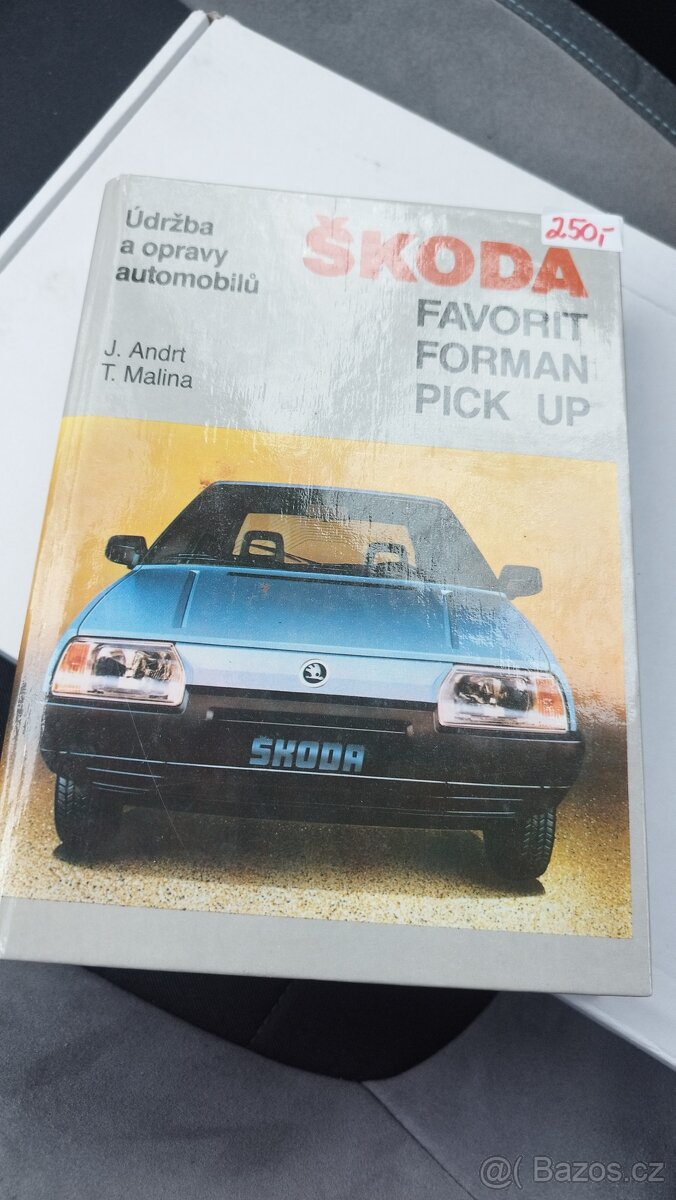 Údržba
a opravy
automobilů
J. Andrt
T. Malina
250,-
ŠKODA
FAVORIT
FORMAN
PICK UP
ŠKODA
@( Bazos.cz